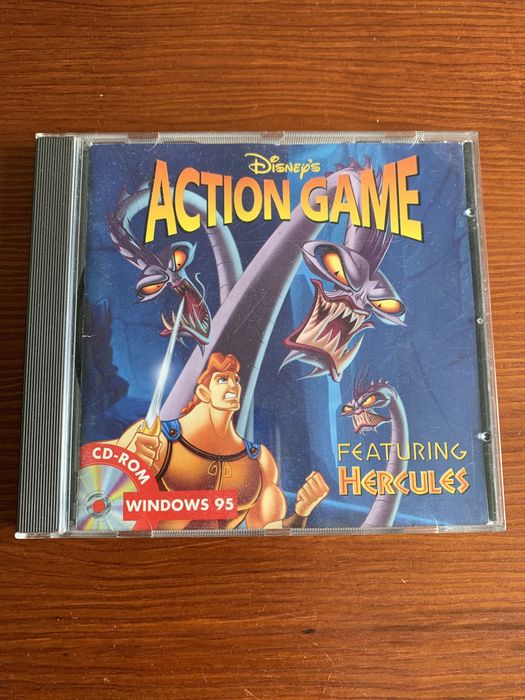 Disney's
ACTION GAME
FEATURING
HERCULES
CD-ROM
WINDOWS 95